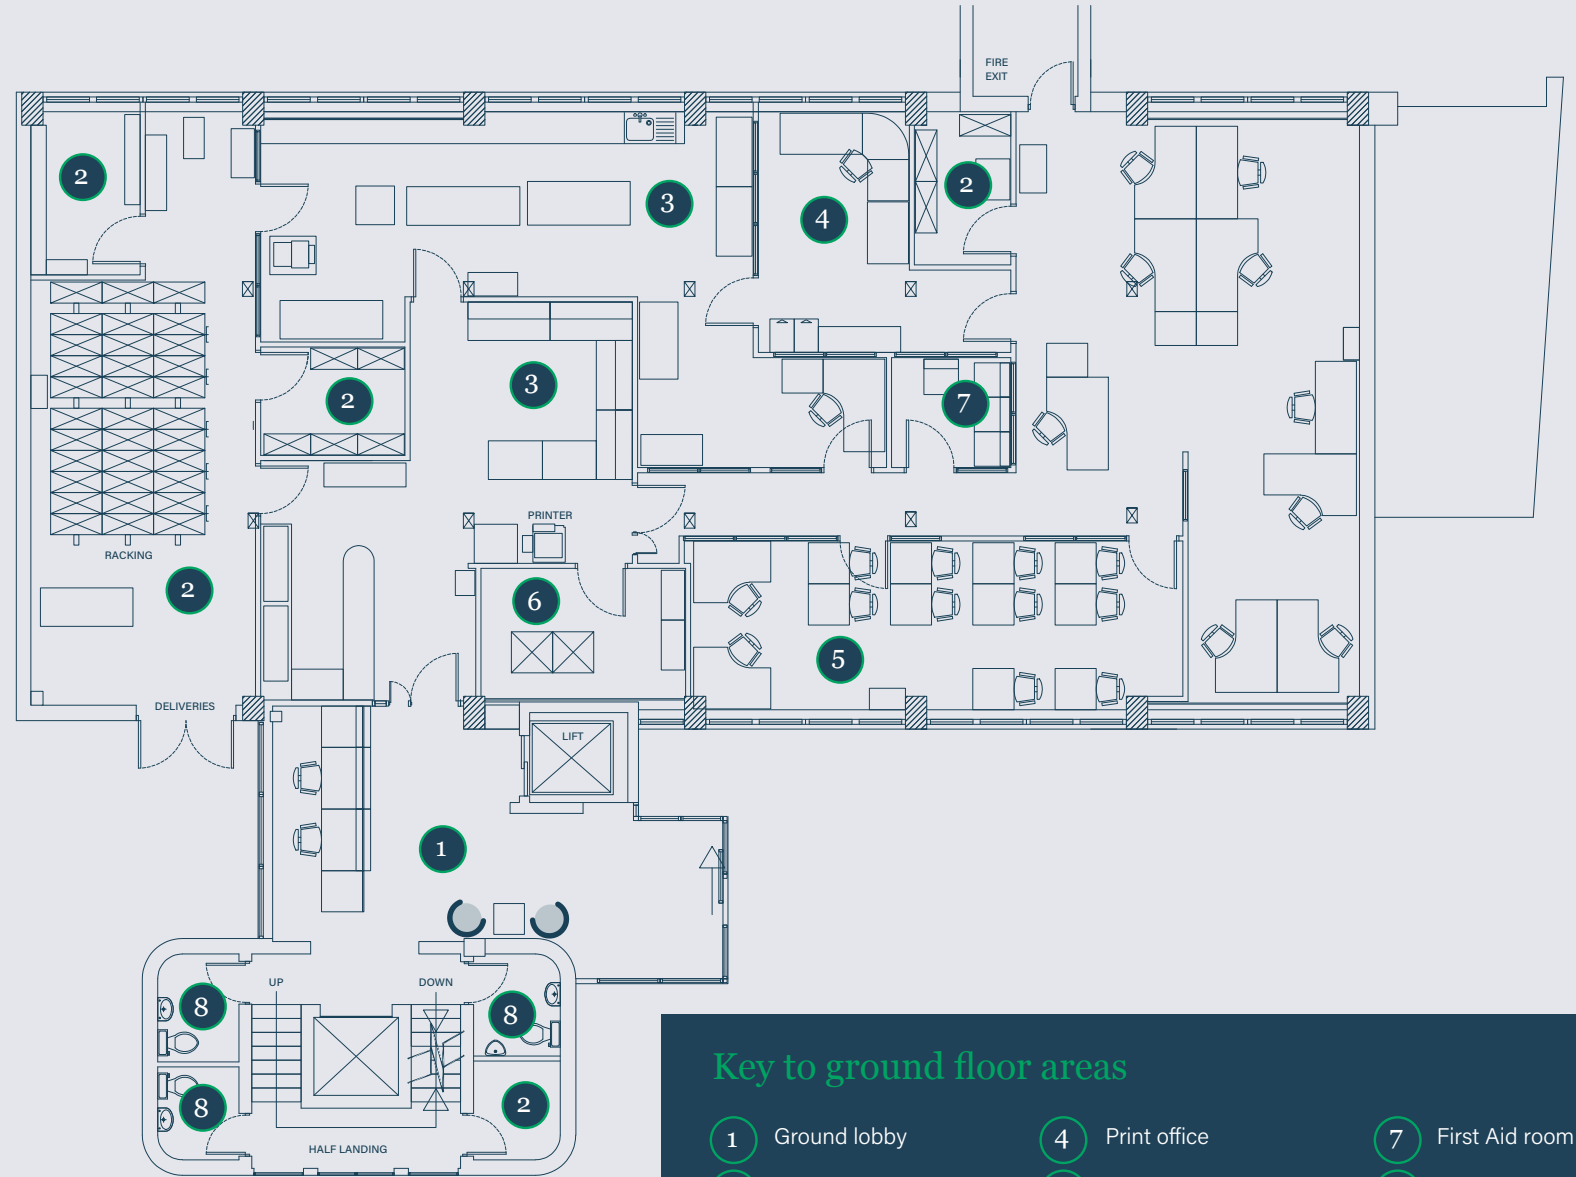 FIRE
EXIT
2
3
4
2
3
2
7
PRINTER
RACKING
2
6
5
DELIVERIES
LIFT
1
UP
DOWN
8
8
8
2
HALF LANDING
Key to ground floor areas
1 Ground lobby
4 Print office
7 First Aid room